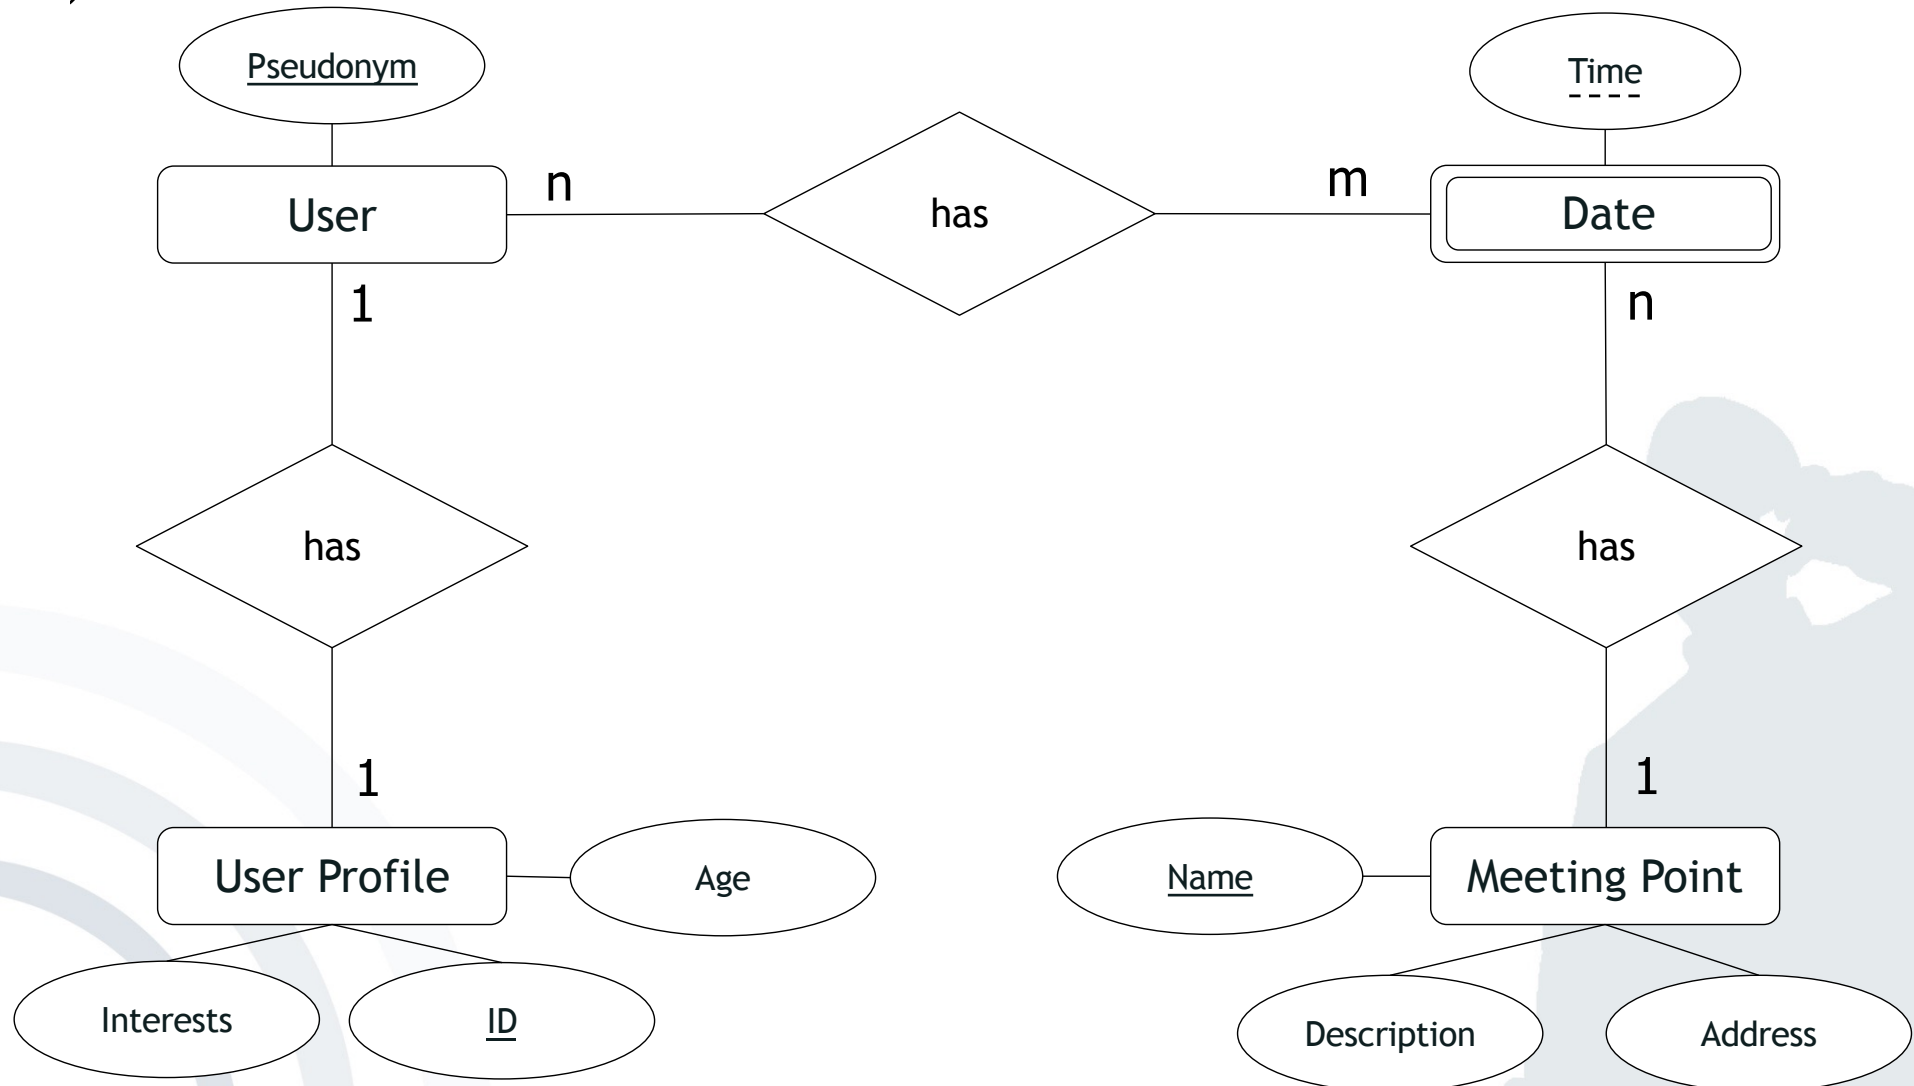 Pseudonym
Time
User
n
has
m
Date
1
n
has
has
1
1
User Profile
Age
Name
Meeting Point
Interests
ID
Description
Address